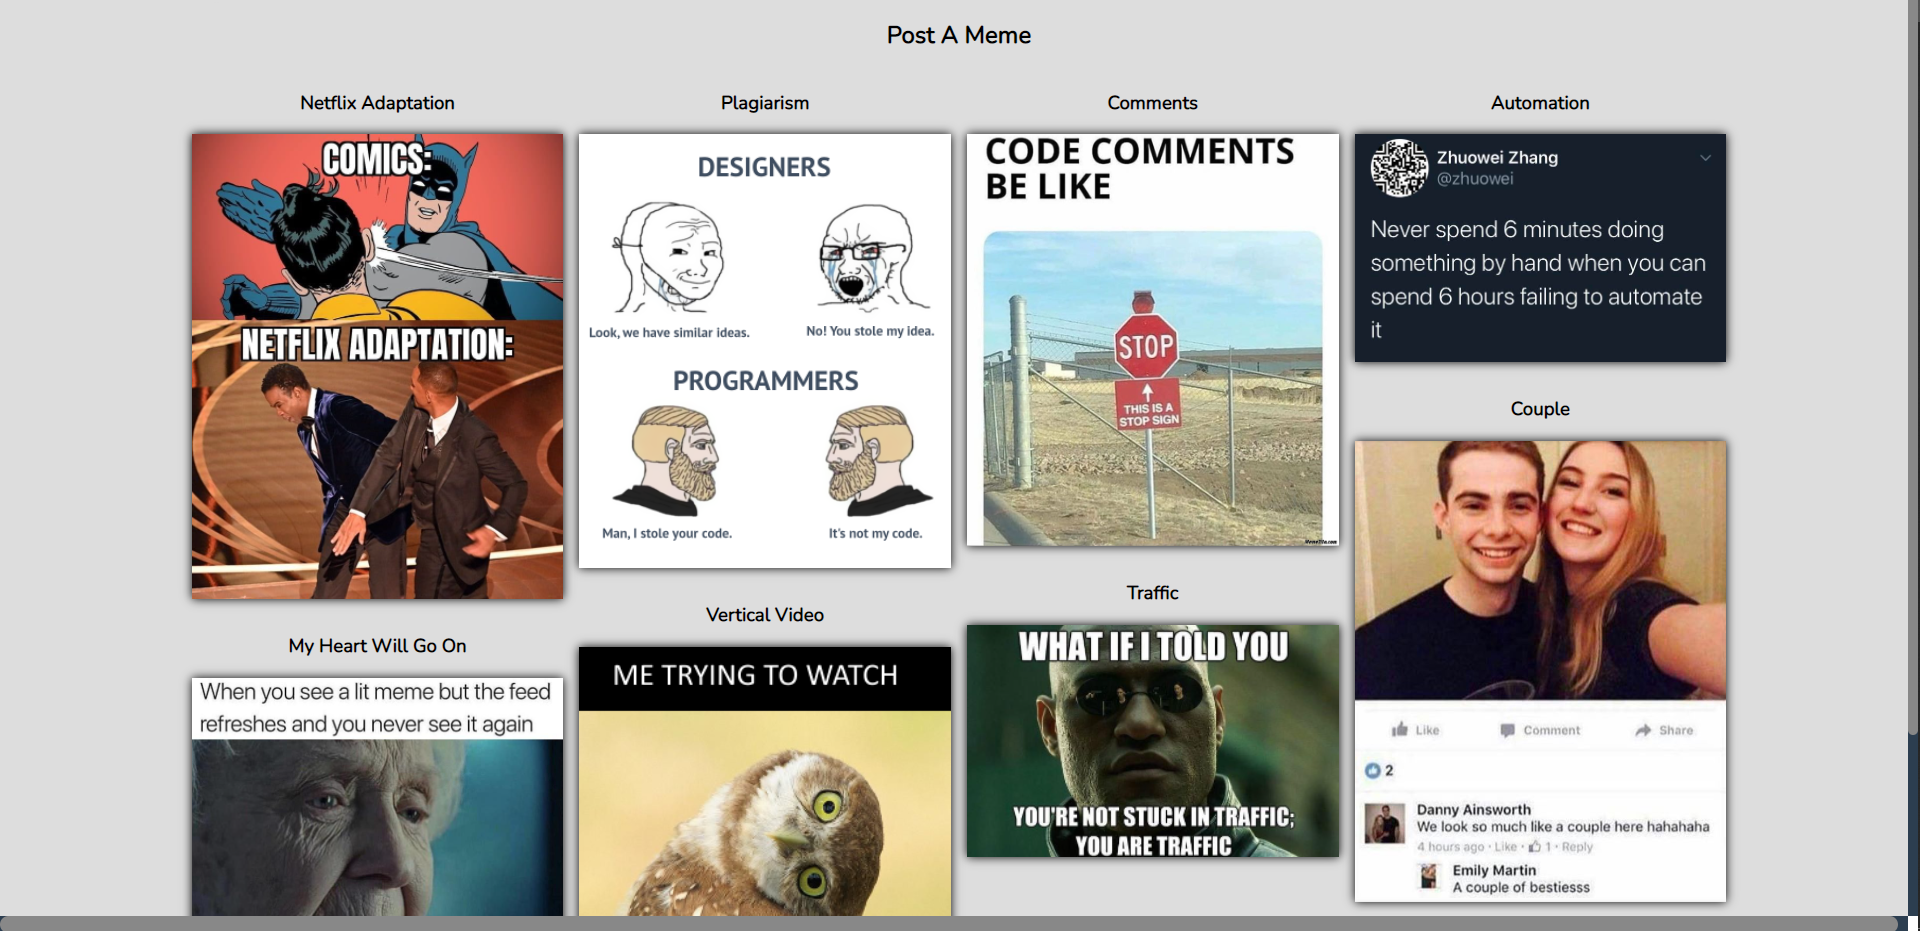 Post A Meme
Netflix Adaptation
COMICS:
NETFLIX ADAPTATION:
My Heart Will Go On
When you see a lit meme but the feed
refreshes and you never see it again
Plagiarism
DESIGNERS
Look, we have similar ideas.
No! You stole my idea.
PROGRAMMERS
Man, I stole your code.
It's not my code.
Vertical Video
ME TRYING TO WATCH
Comments
CODE COMMENTS
BE LIKE
STOP
THIS IS A
STOP SIGN
Traffic
WHAT IF I TOLD YOU
YOU'RE NOT STUCK IN TRAFFIC;
YOU ARE TRAFFIC
Automation
Zhuowei Zhang
@zhuowei
Never spend 6 minutes doing
something by hand when you can
spend 6 hours failing to automate
it
Couple
Like Comment Share
2
Danny Ainsworth
We look so much like a couple here hahahaha
4 hours ago · Like · 1 · Reply
Emily Martin
A couple of bestiesss